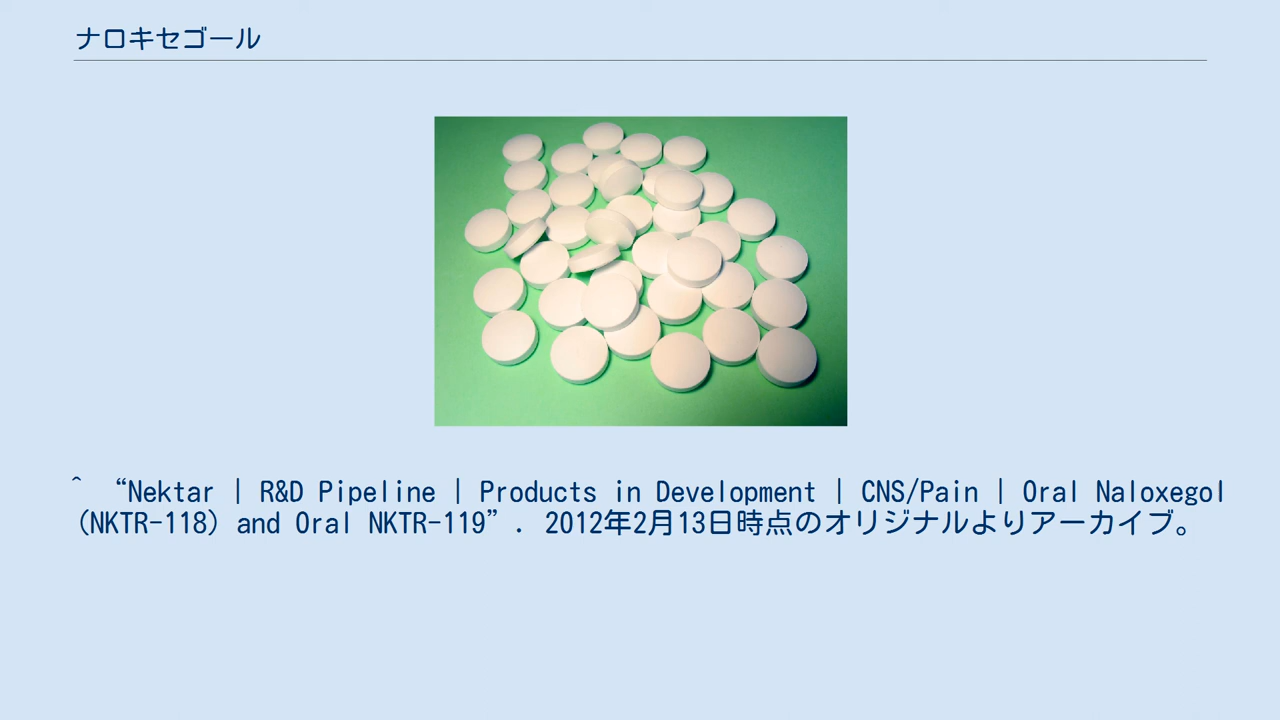 ナロキセゴール
^ “Nektar | R&D Pipeline | Products in Development | CNS/Pain | Oral Naloxegol
(NKTR-118) and Oral NKTR-119”. 2012年2月13日時点のオリジナルよりアーカイブ。